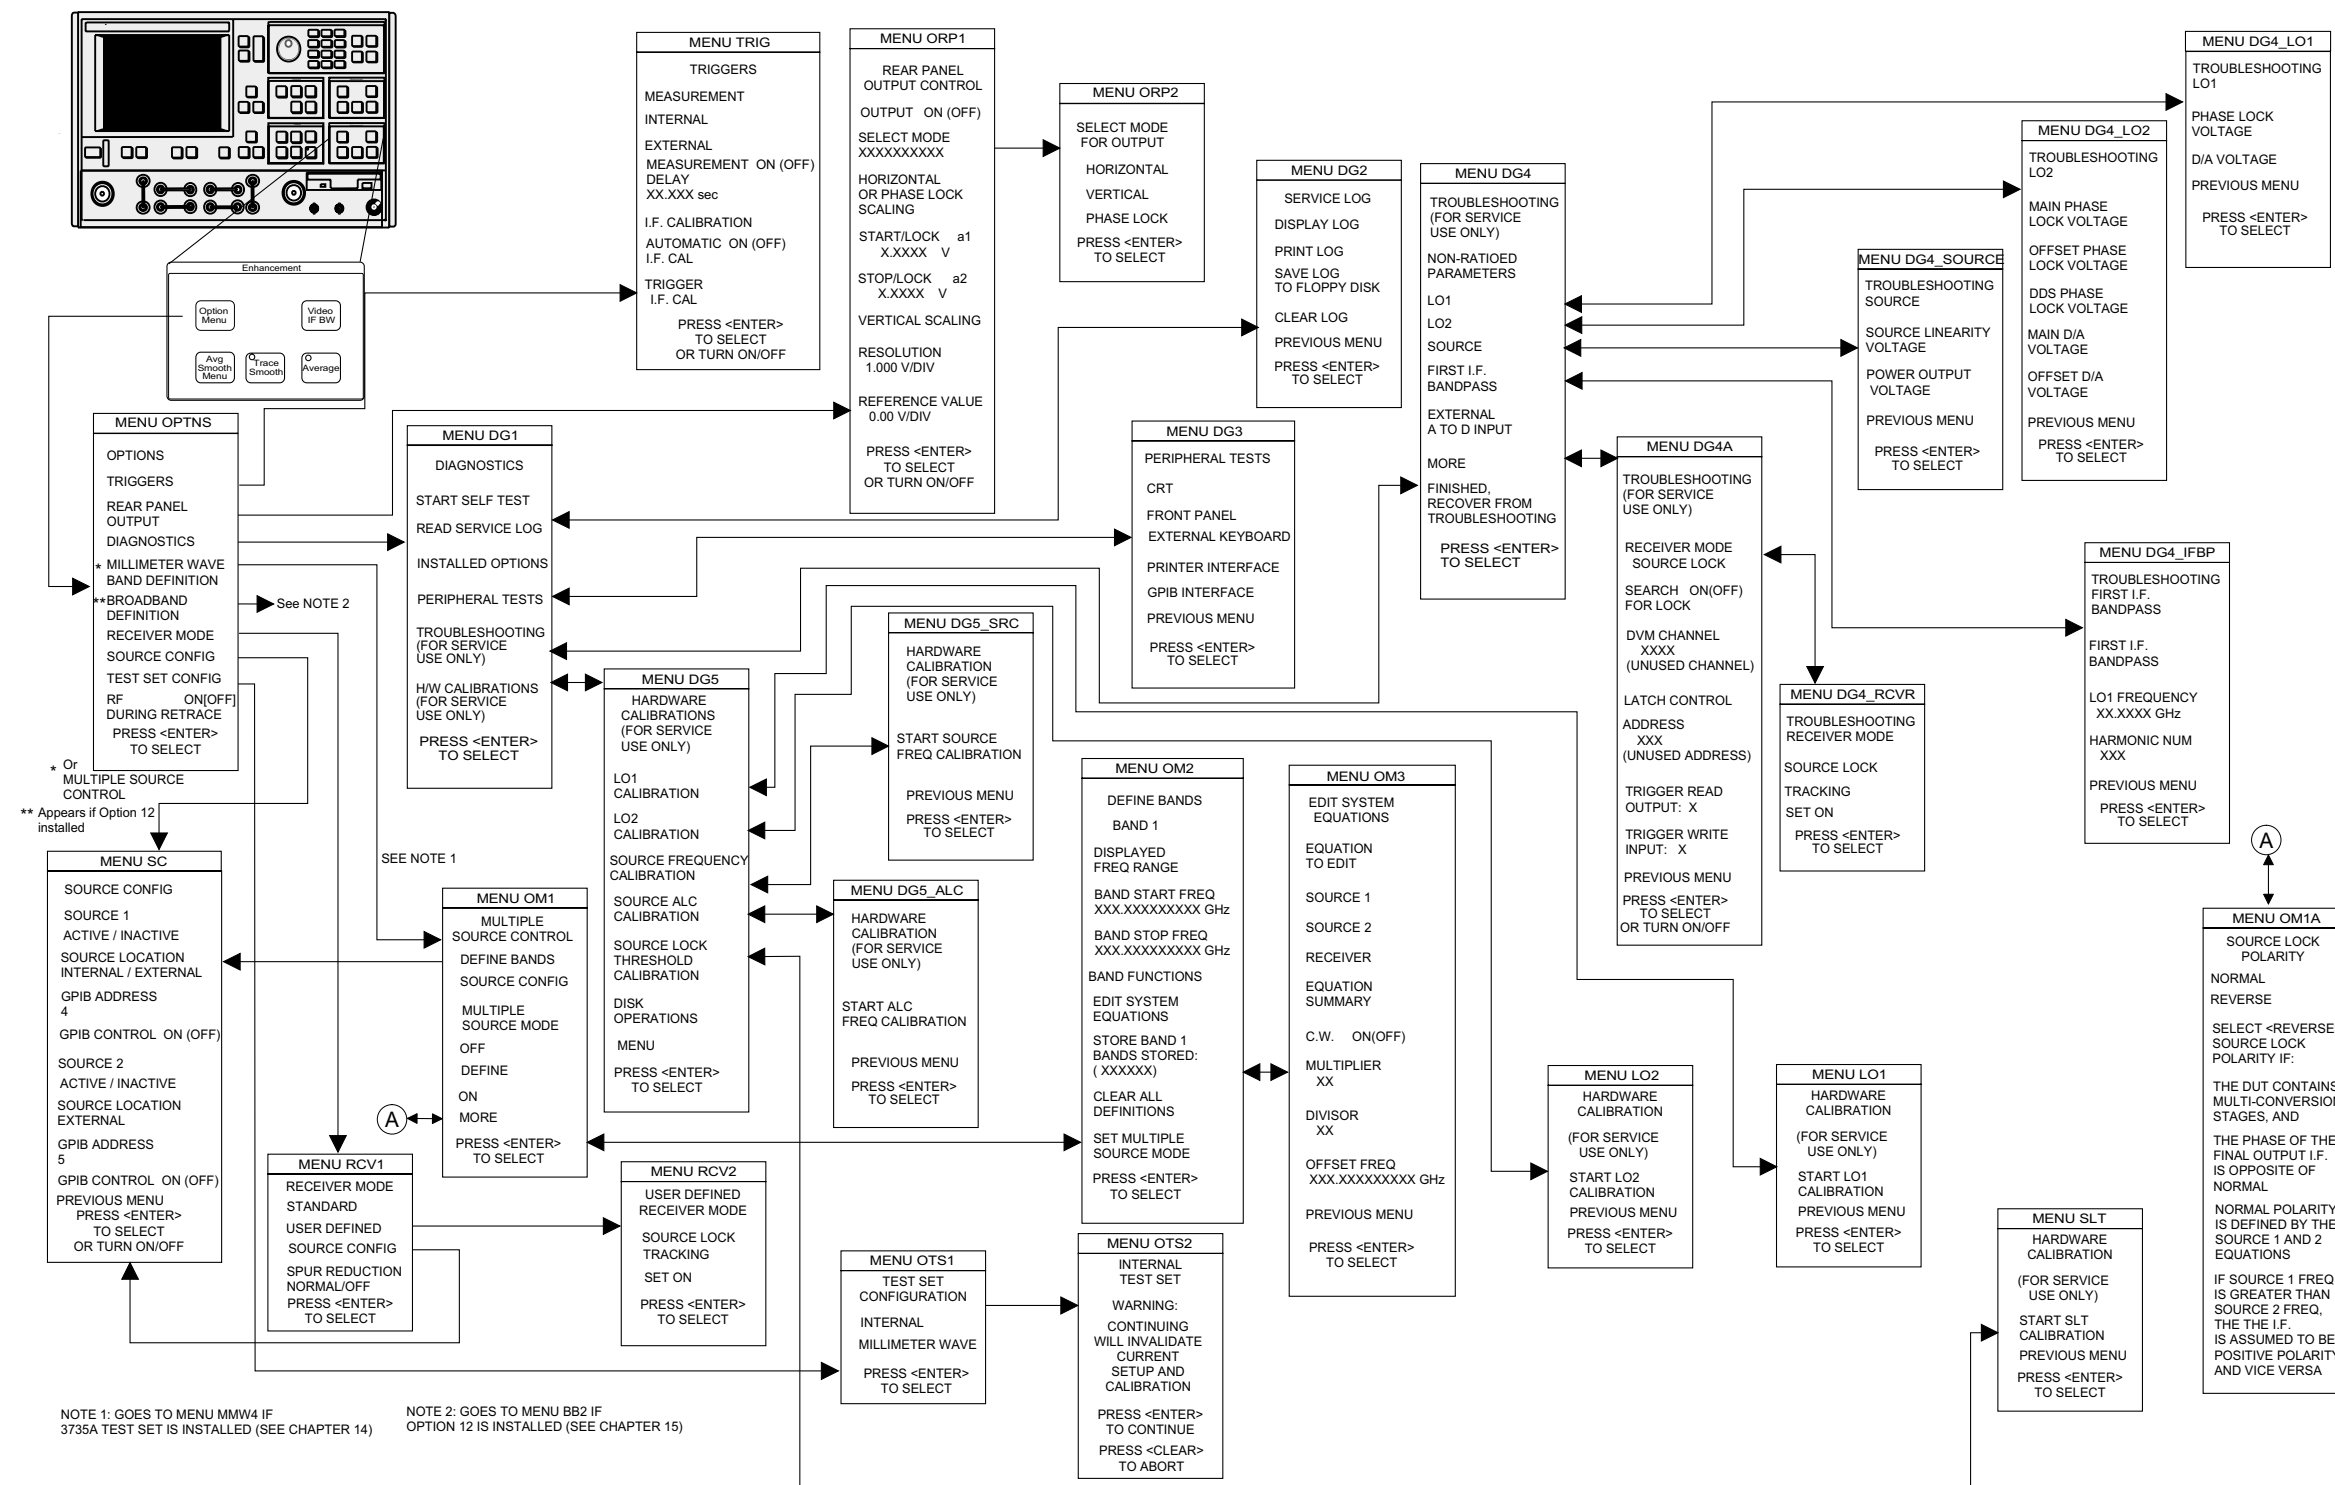 Enhancement
Option
Menu
Video
IF BW
Avg
Smooth
Menu
Trace
Smooth
Average
MENU OPTNS
OPTIONS
TRIGGERS
REAR PANEL
OUTPUT
DIAGNOSTICS
* MILLIMETER WAVE
BAND DEFINITION
**BROADBAND
DEFINITION
RECEIVER MODE
SOURCE CONFIG
TEST SET CONFIG
RF ON[OFF]
DURING RETRACE
PRESS <ENTER>
TO SELECT
* Or
MULTIPLE SOURCE
CONTROL
** Appears if Option 12
installed
See NOTE 2
SEE NOTE 1
MENU SC
SOURCE CONFIG
SOURCE 1
ACTIVE / INACTIVE
SOURCE LOCATION
INTERNAL / EXTERNAL
GPIB ADDRESS
4
GPIB CONTROL ON (OFF)
SOURCE 2
ACTIVE / INACTIVE
SOURCE LOCATION
EXTERNAL
GPIB ADDRESS
5
GPIB CONTROL ON (OFF)
PREVIOUS MENU
PRESS <ENTER>
TO SELECT
OR TURN ON/OFF
MENU TRIG
TRIGGERS
MEASUREMENT
INTERNAL
EXTERNAL
MEASUREMENT ON (OFF)
DELAY
XX.XXX sec
I.F. CALIBRATION
AUTOMATIC ON (OFF)
I.F. CAL
TRIGGER
I.F. CAL
PRESS <ENTER>
TO SELECT
OR TURN ON/OFF
MENU ORP1
REAR PANEL
OUTPUT CONTROL
OUTPUT ON (OFF)
SELECT MODE
XXXXXXXXXX
HORIZONTAL
OR PHASE LOCK
SCALING
START/LOCK a1
X.XXXX V
STOP/LOCK a2
X.XXXX V
VERTICAL SCALING
RESOLUTION
1.000 V/DIV
REFERENCE VALUE
0.00 V/DIV
PRESS <ENTER>
TO SELECT
OR TURN ON/OFF
MENU ORP2
SELECT MODE
FOR OUTPUT
HORIZONTAL
VERTICAL
PHASE LOCK
PRESS <ENTER>
TO SELECT
MENU DG1
DIAGNOSTICS
START SELF TEST
READ SERVICE LOG
INSTALLED OPTIONS
PERIPHERAL TESTS
TROUBLESHOOTING
(FOR SERVICE
USE ONLY)
H/W CALIBRATIONS
(FOR SERVICE
USE ONLY)
PRESS <ENTER>
TO SELECT
MENU DG2
SERVICE LOG
DISPLAY LOG
PRINT LOG
SAVE LOG
TO FLOPPY DISK
CLEAR LOG
PREVIOUS MENU
PRESS <ENTER>
TO SELECT
MENU DG3
PERIPHERAL TESTS
CRT
FRONT PANEL
EXTERNAL KEYBOARD
PRINTER INTERFACE
GPIB INTERFACE
PREVIOUS MENU
PRESS <ENTER>
TO SELECT
MENU DG4
TROUBLESHOOTING
(FOR SERVICE
USE ONLY)
NON-RATIOED
PARAMETERS
LO1
LO2
SOURCE
FIRST I.F.
BANDPASS
EXTERNAL
A TO D INPUT
MORE
FINISHED,
RECOVER FROM
TROUBLESHOOTING
PRESS <ENTER>
TO SELECT
MENU DG4_LO1
TROUBLESHOOTING
LO1
PHASE LOCK
VOLTAGE
D/A VOLTAGE
PREVIOUS MENU
PRESS <ENTER>
TO SELECT
MENU DG4_LO2
TROUBLESHOOTING
LO2
MAIN PHASE
LOCK VOLTAGE
OFFSET PHASE
LOCK VOLTAGE
DDS PHASE
LOCK VOLTAGE
MAIN D/A
VOLTAGE
OFFSET D/A
VOLTAGE
PREVIOUS MENU
PRESS <ENTER>
TO SELECT
MENU DG4_SOURCE
TROUBLESHOOTING
SOURCE
SOURCE LINEARITY
VOLTAGE
POWER OUTPUT
VOLTAGE
PREVIOUS MENU
PRESS <ENTER>
TO SELECT
MENU DG4A
TROUBLESHOOTING
(FOR SERVICE
USE ONLY)
RECEIVER MODE
SOURCE LOCK
SEARCH ON(OFF)
FOR LOCK
DVM CHANNEL
XXXX
(UNUSED CHANNEL)
LATCH CONTROL
ADDRESS
XXX
(UNUSED ADDRESS)
TRIGGER READ
OUTPUT: X
TRIGGER WRITE
INPUT: X
PREVIOUS MENU
PRESS <ENTER>
TO SELECT
OR TURN ON/OFF
MENU DG4_RCVR
TROUBLESHOOTING
RECEIVER MODE
SOURCE LOCK
TRACKING
SET ON
PRESS <ENTER>
TO SELECT
MENU DG4_IFBP
TROUBLESHOOTING
FIRST I.F.
BANDPASS
FIRST I.F.
BANDPASS
LO1 FREQUENCY
XX.XXXX GHz
HARMONIC NUM
XXX
PREVIOUS MENU
PRESS <ENTER>
TO SELECT
MENU DG5
HARDWARE
CALIBRATIONS
(FOR SERVICE
USE ONLY)
LO1
CALIBRATION
LO2
CALIBRATION
SOURCE FREQUENCY
CALIBRATION
SOURCE ALC
CALIBRATION
SOURCE LOCK
THRESHOLD
CALIBRATION
DISK
OPERATIONS
MENU
PRESS <ENTER>
TO SELECT
MENU DG5_SRC
HARDWARE
CALIBRATION
(FOR SERVICE
USE ONLY)
START SOURCE
FREQ CALIBRATION
PREVIOUS MENU
PRESS <ENTER>
TO SELECT
MENU DG5_ALC
HARDWARE
CALIBRATION
(FOR SERVICE
USE ONLY)
START ALC
FREQ CALIBRATION
PREVIOUS MENU
PRESS <ENTER>
TO SELECT
MENU OM1
MULTIPLE
SOURCE CONTROL
DEFINE BANDS
SOURCE CONFIG
MULTIPLE
SOURCE MODE
OFF
DEFINE
ON
MORE
PRESS <ENTER>
TO SELECT
A
MENU RCV1
RECEIVER MODE
STANDARD
USER DEFINED
SOURCE CONFIG
SPUR REDUCTION
NORMAL/OFF
PRESS <ENTER>
TO SELECT
MENU RCV2
USER DEFINED
RECEIVER MODE
SOURCE LOCK
TRACKING
SET ON
PRESS <ENTER>
TO SELECT
MENU OM2
DEFINE BANDS
BAND 1
DISPLAYED
FREQ RANGE
BAND START FREQ
XXX.XXXXXXXXX GHz
BAND STOP FREQ
XXX.XXXXXXXXX GHz
BAND FUNCTIONS
EDIT SYSTEM
EQUATIONS
STORE BAND 1
BANDS STORED:
( XXXXXX)
CLEAR ALL
DEFINITIONS
SET MULTIPLE
SOURCE MODE
PRESS <ENTER>
TO SELECT
MENU OM3
EDIT SYSTEM
EQUATIONS
EQUATION
TO EDIT
SOURCE 1
SOURCE 2
RECEIVER
EQUATION
SUMMARY
C.W. ON(OFF)
MULTIPLIER
XX
DIVISOR
XX
OFFSET FREQ
XXX.XXXXXXXXX GHz
PREVIOUS MENU
PRESS <ENTER>
TO SELECT
MENU OTS1
TEST SET
CONFIGURATION
INTERNAL
MILLIMETER WAVE
PRESS <ENTER>
TO SELECT
MENU OTS2
INTERNAL
TEST SET
WARNING:
CONTINUING
WILL INVALIDATE
CURRENT
SETUP AND
CALIBRATION
PRESS <ENTER>
TO CONTINUE
PRESS <CLEAR>
TO ABORT
MENU LO2
HARDWARE
CALIBRATION
(FOR SERVICE
USE ONLY)
START LO2
CALIBRATION
PREVIOUS MENU
PRESS <ENTER>
TO SELECT
MENU LO1
HARDWARE
CALIBRATION
(FOR SERVICE
USE ONLY)
START LO1
CALIBRATION
PREVIOUS MENU
PRESS <ENTER>
TO SELECT
MENU SLT
HARDWARE
CALIBRATION
(FOR SERVICE
USE ONLY)
START SLT
CALIBRATION
PREVIOUS MENU
PRESS <ENTER>
TO SELECT
A
MENU OM1A
SOURCE LOCK
POLARITY
NORMAL
REVERSE
SELECT <REVERSE
SOURCE LOCK
POLARITY IF:
THE DUT CONTAINS
MULTI-CONVERSION
STAGES, AND
THE PHASE OF THE
FINAL OUTPUT I.F.
IS OPPOSITE OF
NORMAL
NORMAL POLARITY
IS DEFINED BY THE
SOURCE 1 AND 2
EQUATIONS
IF SOURCE 1 FREQ
IS GREATER THAN
SOURCE 2 FREQ,
THE THE I.F.
IS ASSUMED TO BE
POSITIVE POLARITY
AND VICE VERSA
NOTE 1: GOES TO MENU MMW4 IF
3735A TEST SET IS INSTALLED (SEE CHAPTER 14)
NOTE 2: GOES TO MENU BB2 IF
OPTION 12 IS INSTALLED (SEE CHAPTER 15)